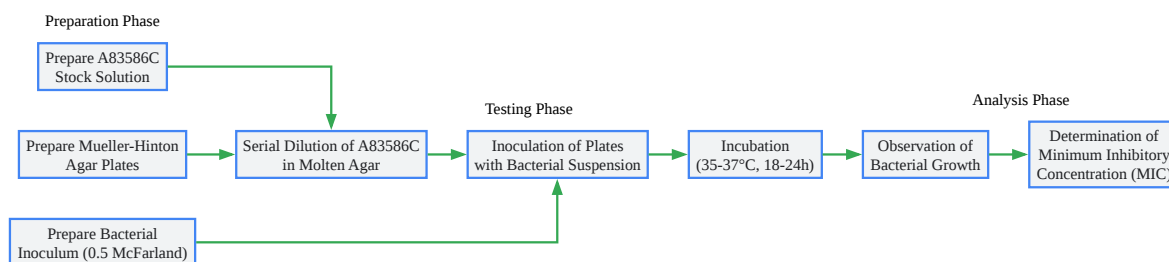 Preparation Phase
Prepare A83586C
Stock Solution
Testing Phase
Analysis Phase
Prepare Mueller-Hinton
Agar Plates
Serial Dilution of A83586C
in Molten Agar
Inoculation of Plates
with Bacterial Suspension
Incubation
(35-37°C, 18-24h)
Observation of
Bacterial Growth
Determination of
Minimum Inhibitory
Concentration (MIC)
Prepare Bacterial
Inoculum (0.5 McFarland)